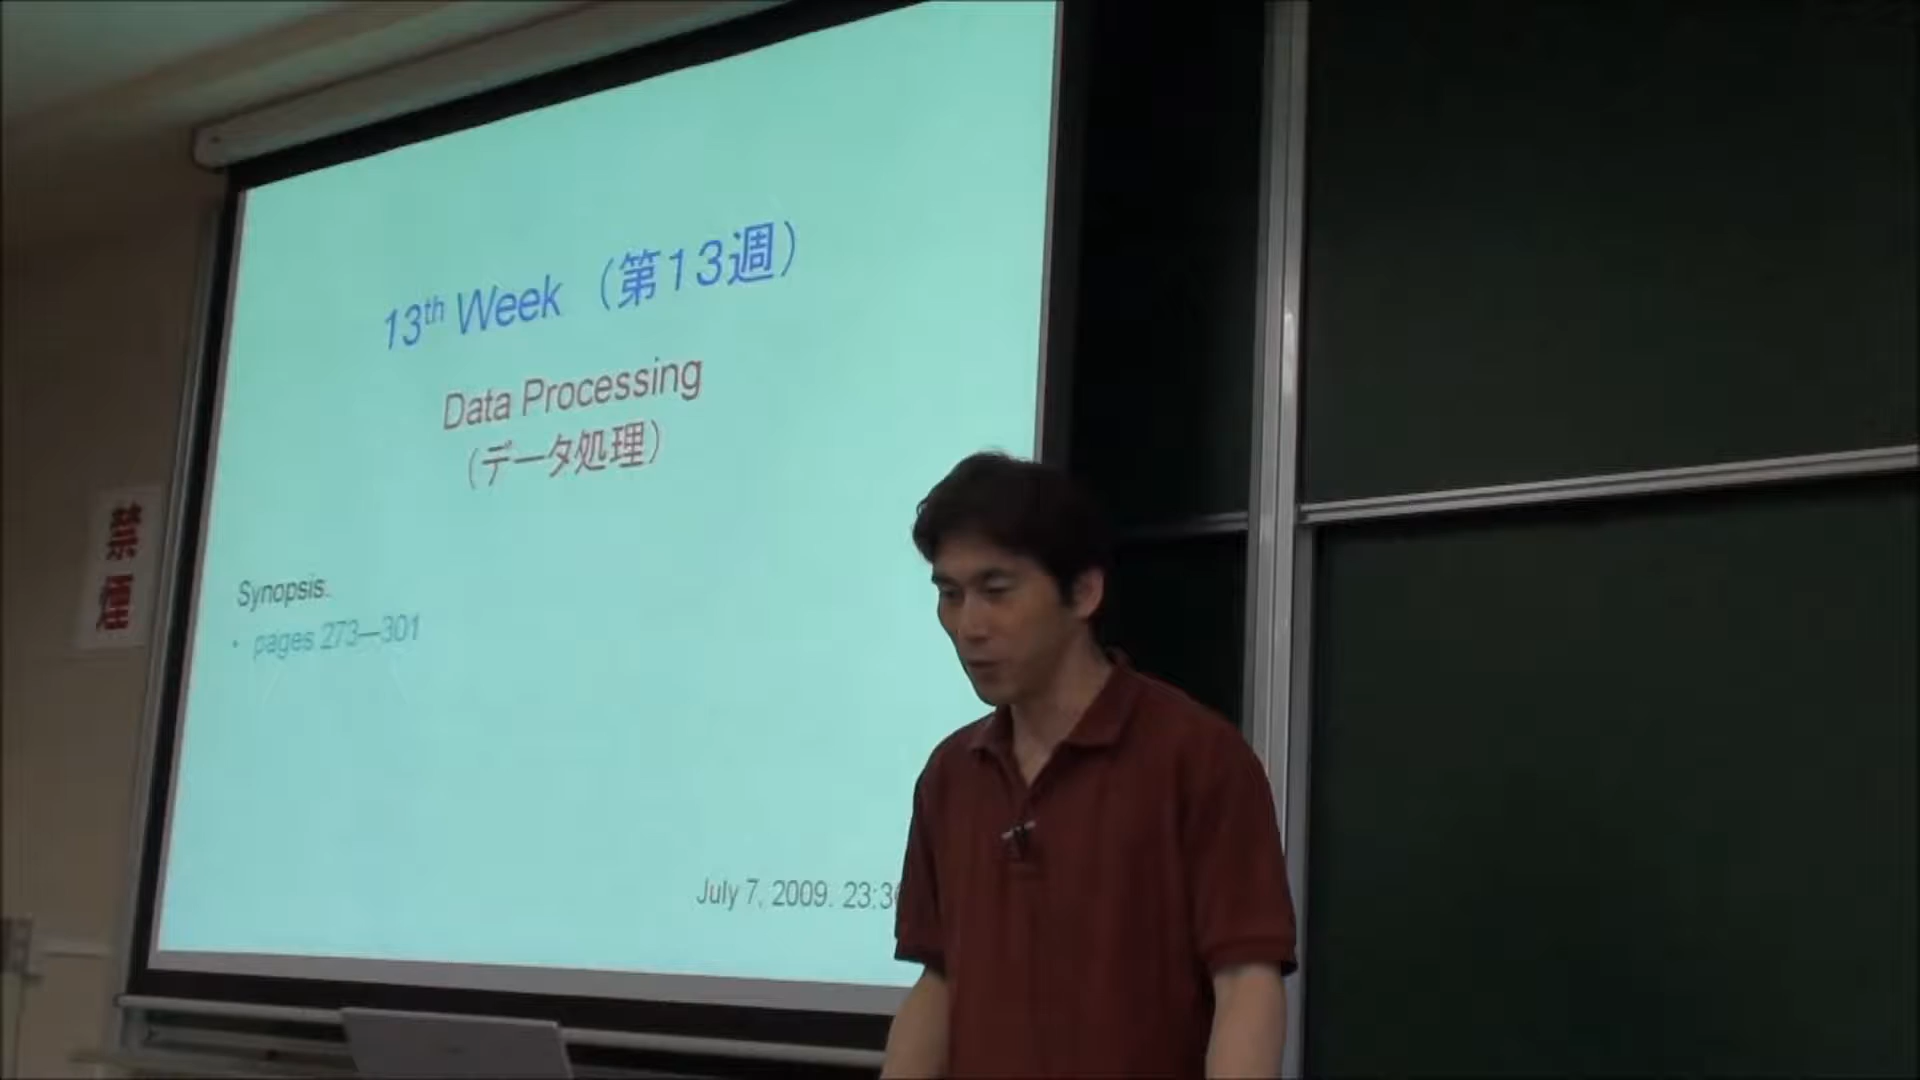 13th Week （第13週）
Data Processing
（データ処理）
Synopsis:
・ pages 273—301
July 7, 2009. 23:3
禁
煙